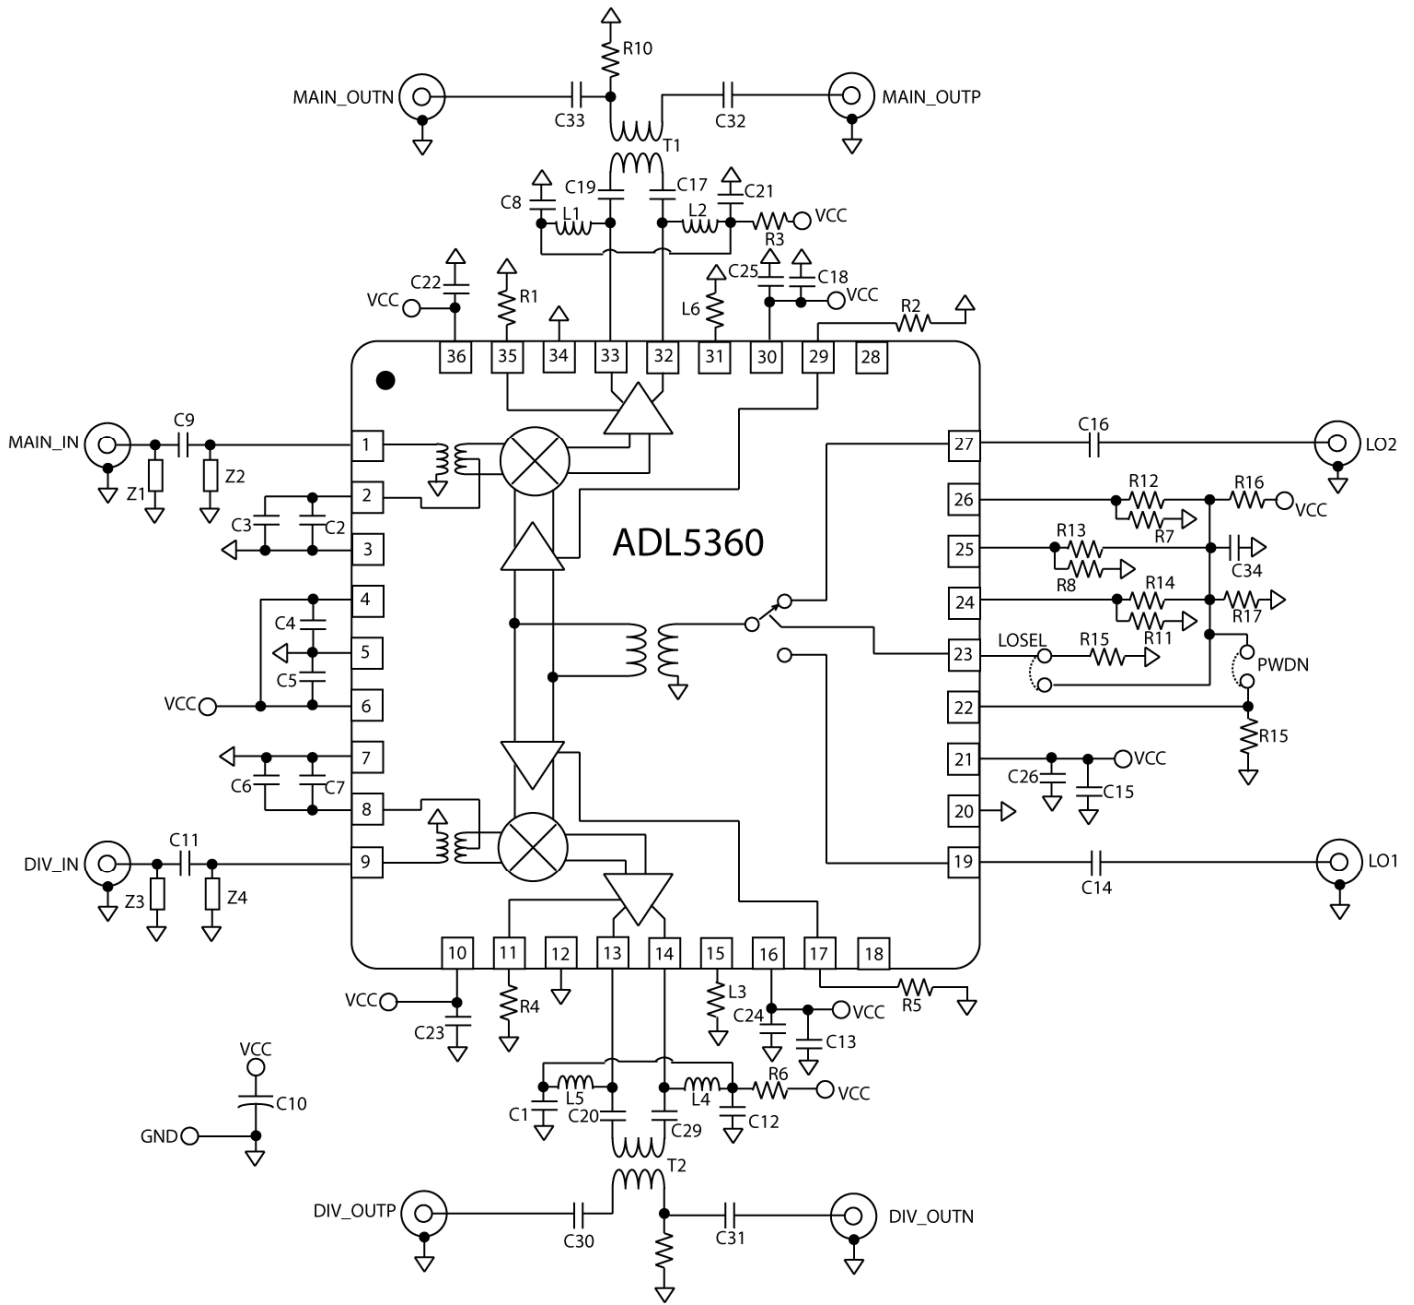 R10
MAIN_OUTN
MAIN_OUTP
C33
C32
T1
C19
C17
C8
C21
L1
L2
VCC
R3
C22
R1
C25
C18
VCC
VCC
L6
R2
36
35
34
33
32
31
30
29
28
C9
MAIN_IN
1
27
C16
LO2
Z1
Z2
2
26
R12
R16
VCC
C3
C2
R7
3
25
R13
C34
R8
ADL5360
4
24
R14
R17
C4
R11
5
23
LOSEL
R15
PWDN
C5
VCC
6
22
R15
7
21
VCC
C6
C7
C26
C15
8
20
C11
DIV_IN
9
19
C14
LO1
Z3
Z4
10
11
12
13
14
15
16
17
18
VCC
C23
R4
L3
C24
VCC
C13
R5
VCC
C10
GND
R6
VCC
L5
L4
C1
C20
C29
C12
T2
DIV_OUTP
DIV_OUTN
C30
C31